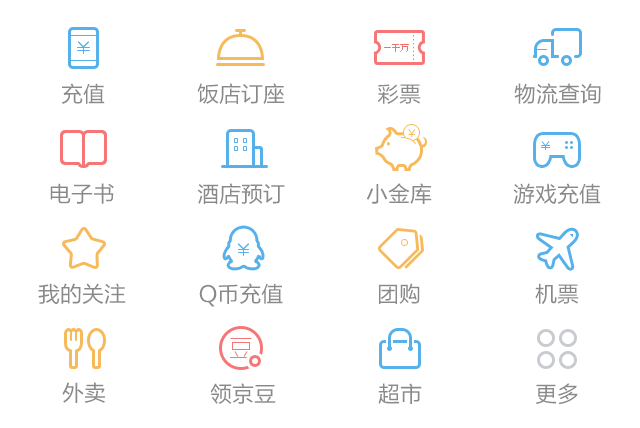 ¥
一千万
充值 饭店订座 彩票 物流查询
¥
¥
电子书 酒店预订 小金库 游戏充值
¥
我的关注 Q币充值 团购 机票
豆
外卖 领京豆 超市 更多